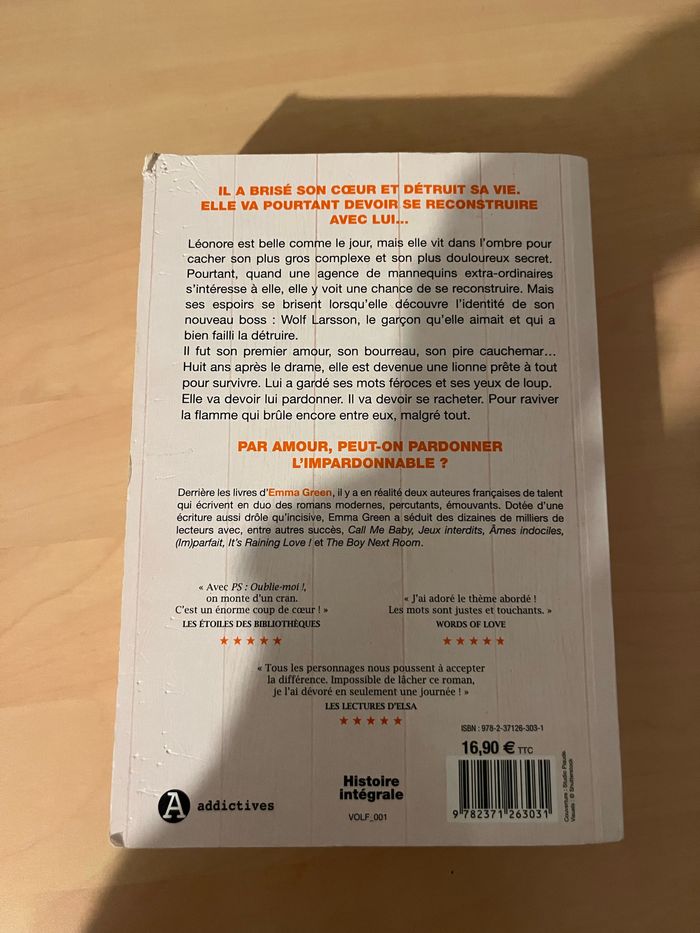 IL A BRISÉ SON CŒUR ET DÉTRUIT SA VIE.
ELLE VA POURTANT DEVOIR SE RECONSTRUIRE
AVEC LUI...
Léonore est belle comme le jour, mais elle vit dans l'ombre pour
cacher son plus gros complexe et son plus douloureux secret.
Pourtant, quand une agence de mannequins extra-ordinaires
s'intéresse à elle, elle y voit une chance de se reconstruire. Mais
ses espoirs se brisent lorsqu'elle découvre l'identité de son
nouveau boss : Wolf Larsson, le garçon qu'elle aimait et qui a
bien failli la détruire.
Il fut son premier amour, son bourreau, son pire cauchemar...
Huit ans après le drame, elle est devenue une lionne prête à tout
pour survivre. Lui a gardé ses mots féroces et ses yeux de loup.
Elle va devoir lui pardonner. Il va devoir se racheter. Pour raviver
la flamme qui brûle encore entre eux, malgré tout.
PAR AMOUR, PEUT-ON PARDONNER
L'IMPARDONNABLE ?
Derrière les livres d'Emma Green, il y a en réalité deux auteures françaises de talent
qui écrivent en duo des romans modernes, percutants, émouvants. Dotée d'une
écriture aussi drôle qu'incisive, Emma Green a séduit des dizaines de milliers de
lecteurs avec, entre autres succès, Call Me Baby, Jeux interdits, Âmes indociles,
(Im)parfait, It's Raining Love ! et The Boy Next Room.
« Avec PS : Oublie-moi !,
on monte d'un cran.
C'est un énorme coup de cœur ! »
LES ÉTOILES DES BIBLIOTHÈQUES
« J'ai adoré le thème abordé !
Les mots sont justes et touchants. »
WORDS OF LOVE
« Tous les personnages nous poussent à accepter
la différence. Impossible de lâcher ce roman,
je l'ai dévoré en seulement une journée ! »
LES LECTURES D'ELSA
ISBN : 978-2-37126-303-1
16,90 € TTC
9 782371 263031
Couverture : Studio Piaude
Visuels : © Shutterstock
Histoire
intégrale
VOLF_001
A addictives